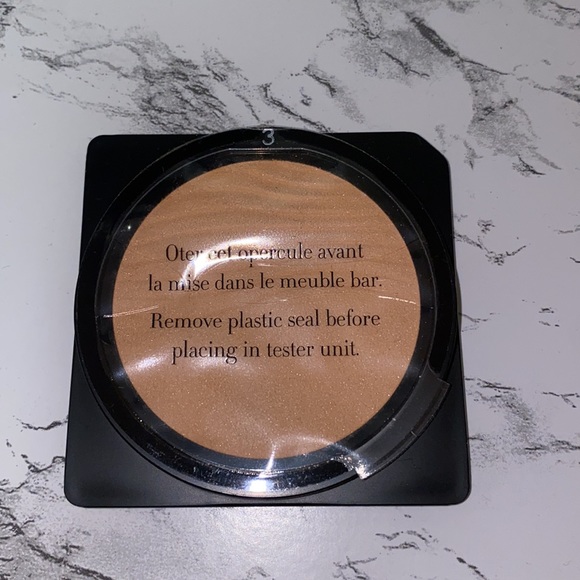 3
Oter cet opercule avant
la mise dans le meuble bar.
Remove plastic seal before
placing in tester unit.